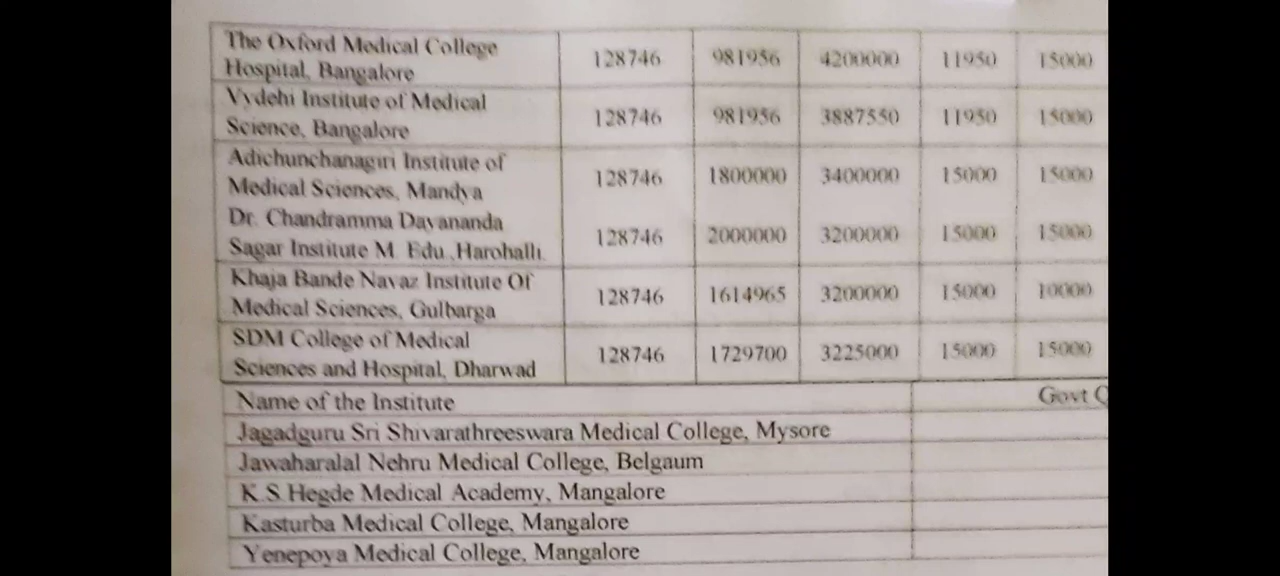 The Oxford Medical College
Hospital, Bangalore 128746 981956 4200000 11950 15000
Vydehi Institute of Medical
Science, Bangalore 128746 981956 3887550 11950 15000
Adichunchanagiri Institute of
Medical Sciences, Mandya 128746 1800000 3400000 15000 15000
Dr. Chandramma Dayananda
Sagar Institute M. Edu ,Harohalli. 128746 2000000 3200000 15000 15000
Khaja Bande Navaz Institute Of
Medical Sciences, Gulbarga 128746 1614965 3200000 15000 10000
SDM College of Medical
Sciences and Hospital, Dharwad 128746 1729700 3225000 15000 15000
Name of the Institute Govt
Jagadguru Sri Shivarathreeswara Medical College, Mysore
Jawaharalal Nehru Medical College, Belgaum
K.S.Hegde Medical Academy, Mangalore
Kasturba Medical College, Mangalore
Yenepoya Medical College, Mangalore